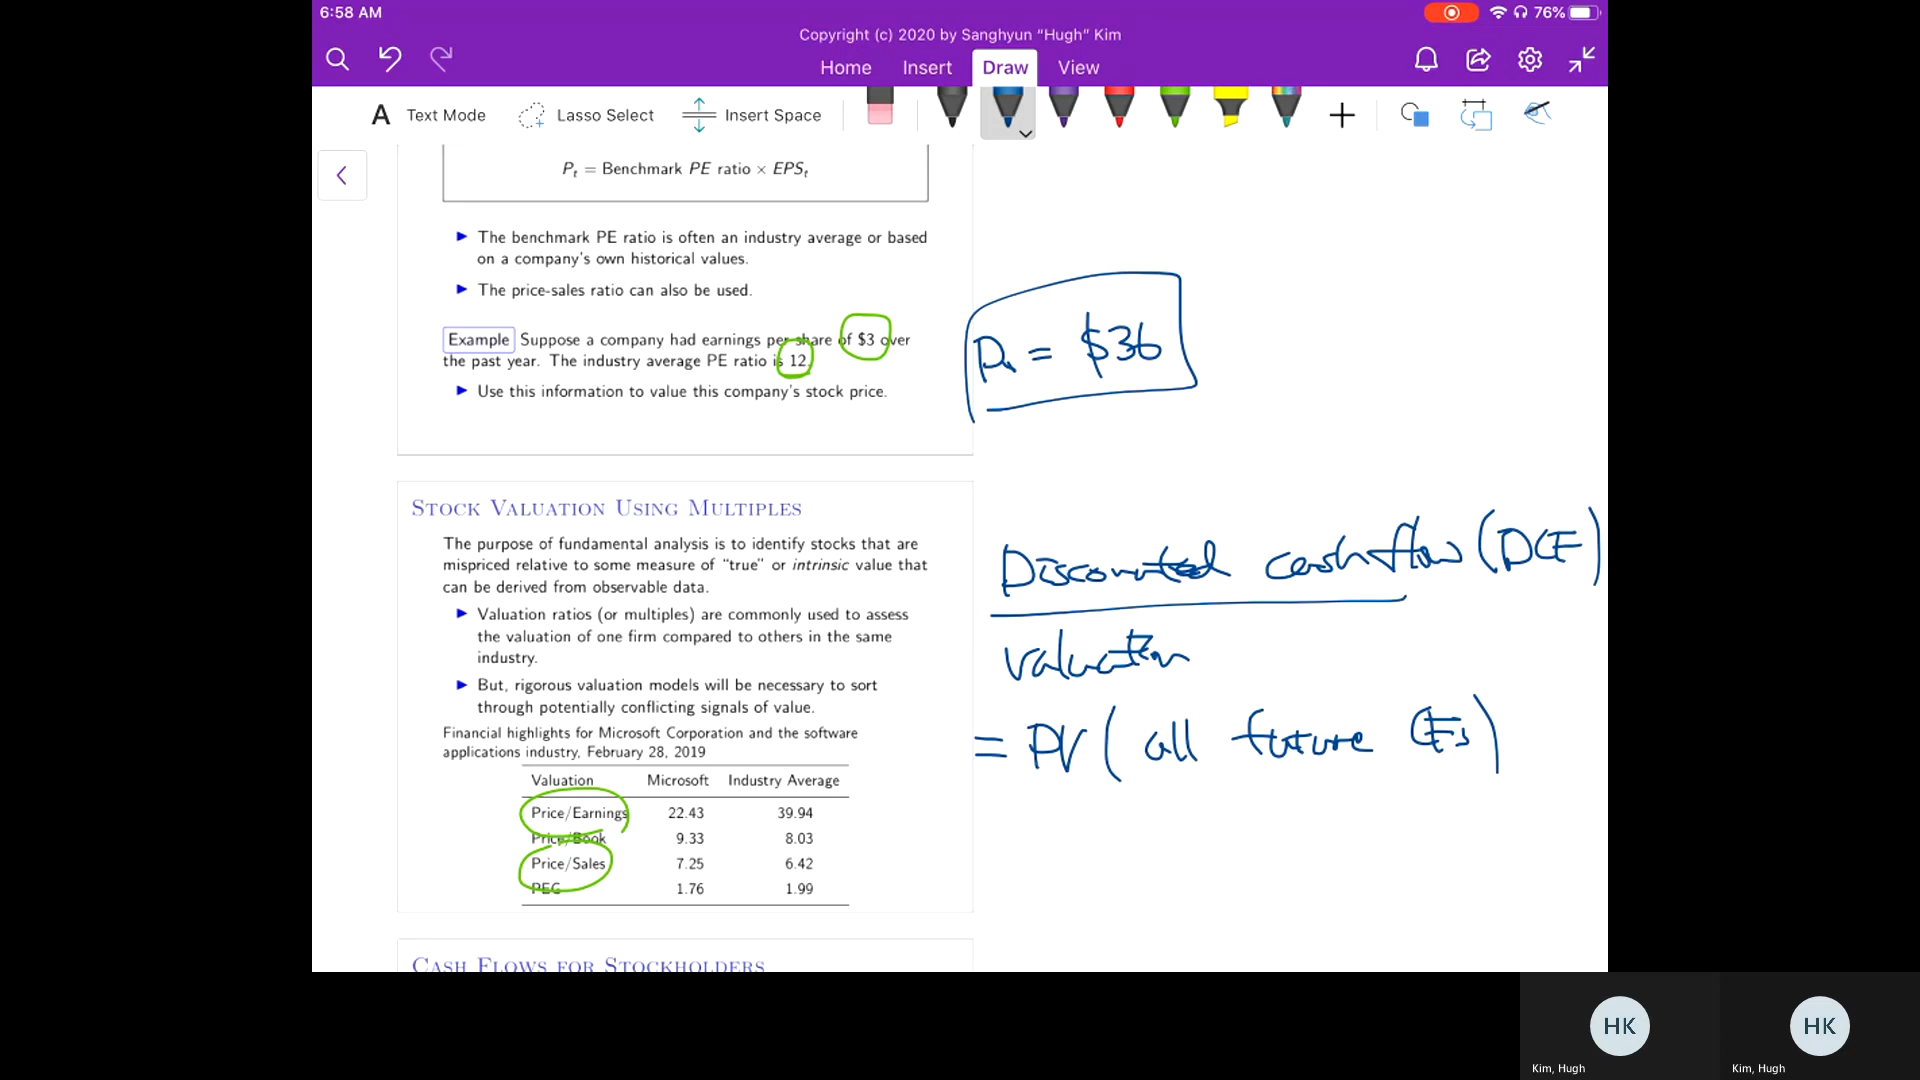 6:58 AM
76%
Copyright (c) 2020 by Sanghyun “Hugh” Kim
Home Insert Draw View
A Text Mode Lasso Select Insert Space
Pt = Benchmark PE ratio × EPSt
The benchmark PE ratio is often an industry average or based
on a company's own historical values.
The price-sales ratio can also be used.
Example Suppose a company had earnings per share of $3 over
the past year. The industry average PE ratio is 12.
Use this information to value this company's stock price.
= $36
STOCK VALUATION USING MULTIPLES
The purpose of fundamental analysis is to identify stocks that are
mispriced relative to some measure of “true” or intrinsic value that
can be derived from observable data.
Valuation ratios (or multiples) are commonly used to assess
the valuation of one firm compared to others in the same
industry.
But, rigorous valuation models will be necessary to sort
through potentially conflicting signals of value.
Financial highlights for Microsoft Corporation and the software
applications industry, February 28, 2019
Valuation Microsoft Industry Average
Price/Earnings 22.43 39.94
Price/Book 9.33 8.03
Price/Sales 7.25 6.42
PEG 1.76 1.99
Discounted cash flow (DCF)
valuation
= PV ( all future CFs )
CASH FLOWS FOR STOCKHOLDERS
HK
Kim, Hugh
HK
Kim, Hugh